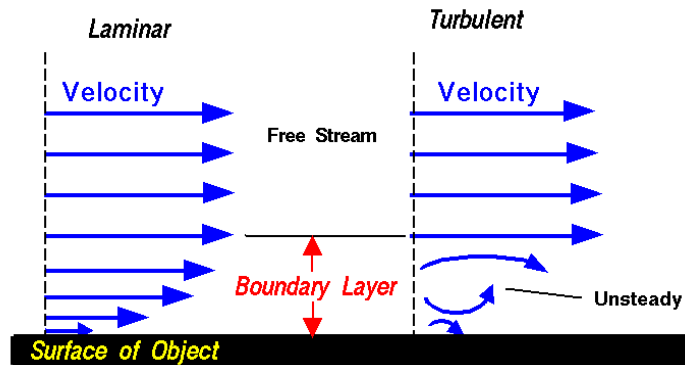 Laminar
Turbulent
Velocity
Velocity
Free Stream
Boundary Layer
Unsteady
Surface of Object